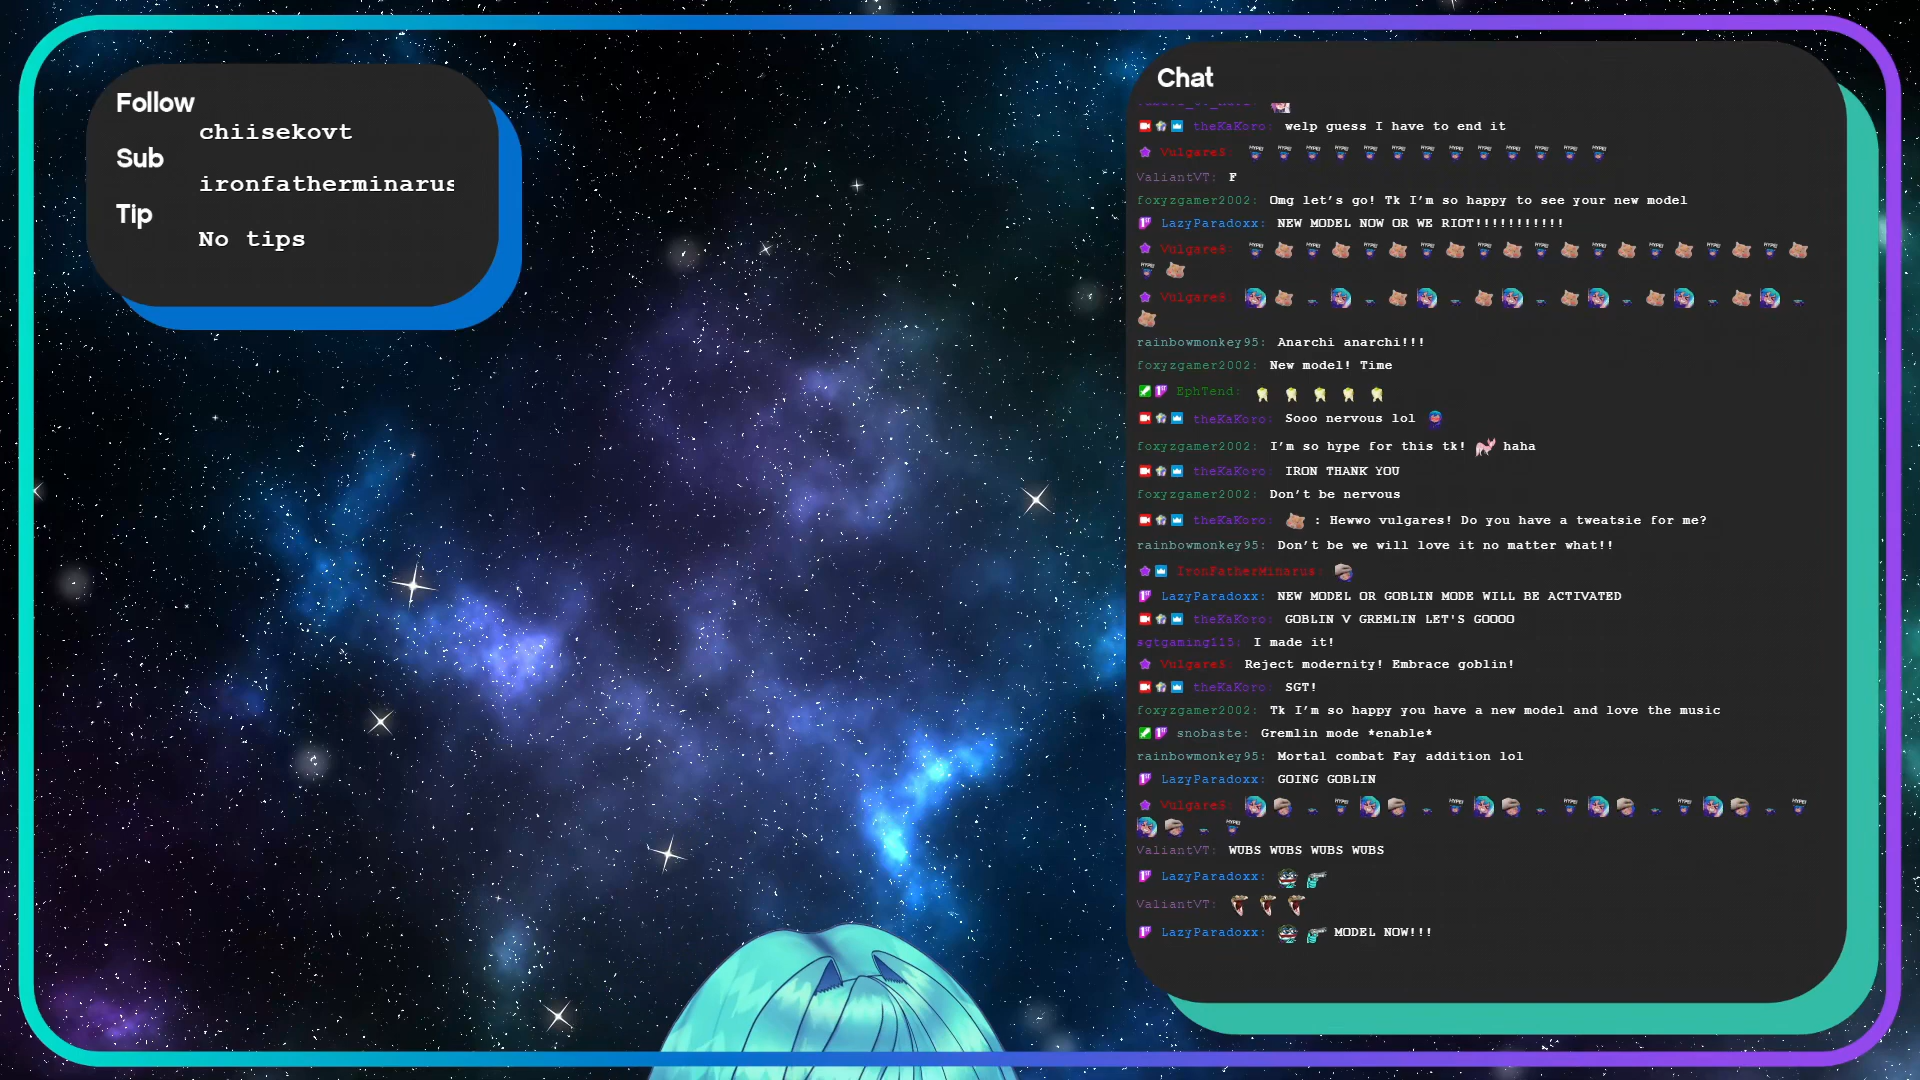 Follow
chiisekovt
Sub
ironfatherminarus
Tip
No tips
Chat
theKaKoro: welp guess I have to end it
VulgareS:
ValiantVT: F
foxyzgamer2002: Omg let's go! Tk I'm so happy to see your new model
LazyParadoxx: NEW MODEL NOW OR WE RIOT!!!!!!!!!!!
VulgareS:
VulgareS:
rainbowmonkey95: Anarchi anarchi!!!
foxyzgamer2002: New model! Time
EphTend:
theKaKoro: Sooo nervous lol
foxyzgamer2002: I'm so hype for this tk! haha
theKaKoro: IRON THANK YOU
foxyzgamer2002: Don't be nervous
theKaKoro: : Hewwo vulgares! Do you have a tweatsie for me?
rainbowmonkey95: Don't be we will love it no matter what!!
IronFatherMinarus:
LazyParadoxx: NEW MODEL OR GOBLIN MODE WILL BE ACTIVATED
theKaKoro: GOBLIN V GREMLIN LET'S GOOOO
sgtgaming115: I made it!
VulgareS: Reject modernity! Embrace goblin!
theKaKoro: SGT!
foxyzgamer2002: Tk I'm so happy you have a new model and love the music
snobaste: Gremlin mode *enable*
rainbowmonkey95: Mortal combat Fay addition lol
LazyParadoxx: GOING GOBLIN
VulgareS:
ValiantVT: WUBS WUBS WUBS WUBS
LazyParadoxx:
ValiantVT:
LazyParadoxx: MODEL NOW!!!